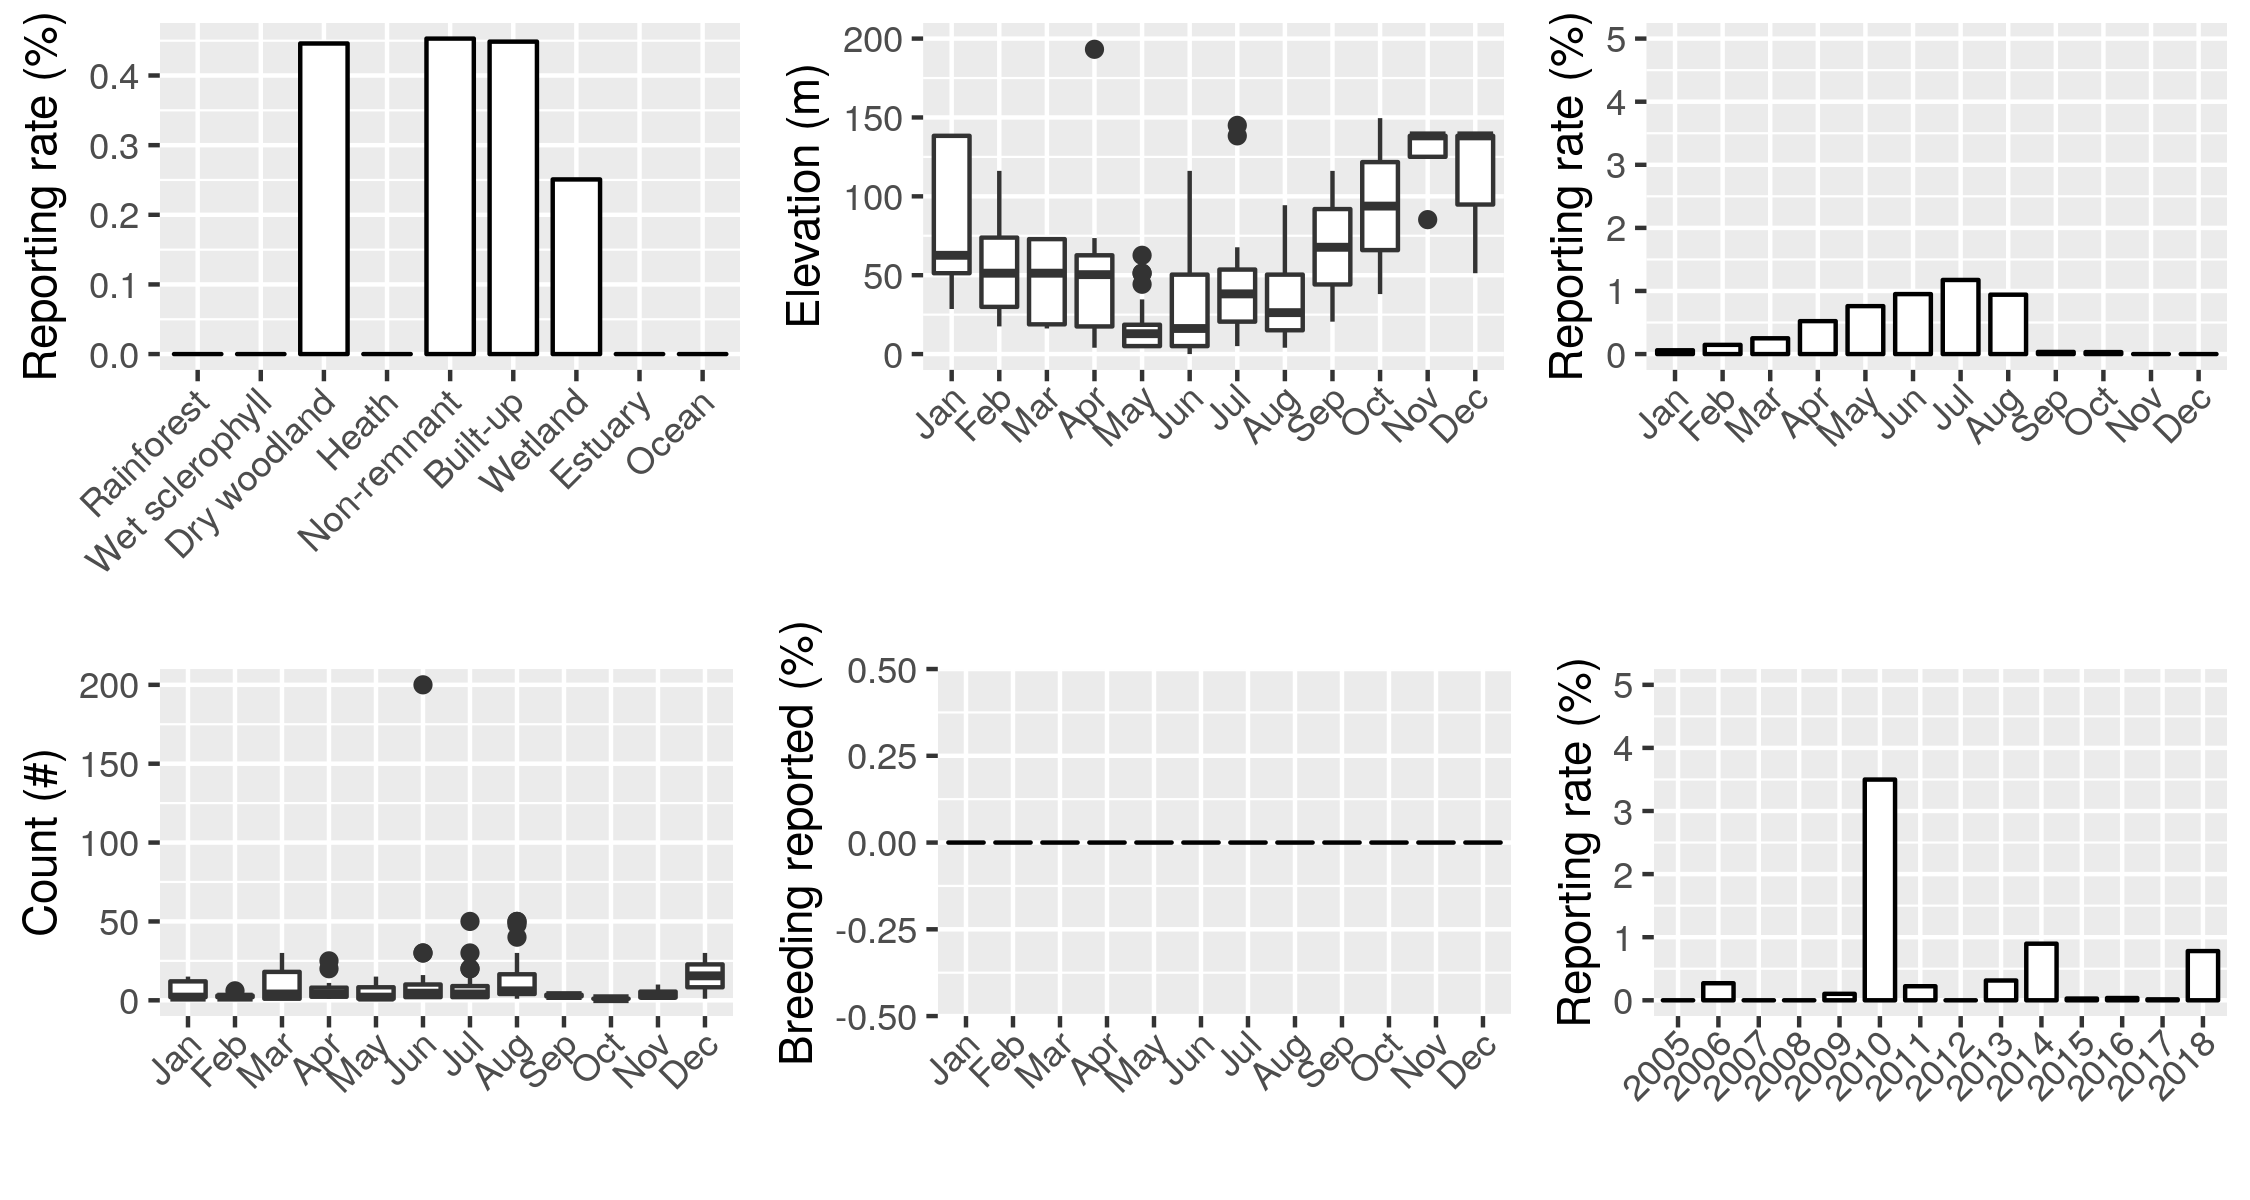 Reporting rate (%)
0.4
0.3
0.2
0.1
0.0
Rainforest
Wet sclerophyll
Dry woodland
Heath
Non-remnant
Built-up
Wetland
Estuary
Ocean
Elevation (m)
200
150
100
50
0
Jan
Feb
Mar
Apr
May
Jun
Jul
Aug
Sep
Oct
Nov
Dec
Reporting rate (%)
5
4
3
2
1
0
Jan
Feb
Mar
Apr
May
Jun
Jul
Aug
Sep
Oct
Nov
Dec
Count (#)
200
150
100
50
0
Jan
Feb
Mar
Apr
May
Jun
Jul
Aug
Sep
Oct
Nov
Dec
Breeding reported (%)
0.50
0.25
0.00
-0.25
-0.50
Jan
Feb
Mar
Apr
May
Jun
Jul
Aug
Sep
Oct
Nov
Dec
Reporting rate (%)
5
4
3
2
1
0
2005
2006
2007
2008
2009
2010
2011
2012
2013
2014
2015
2016
2017
2018